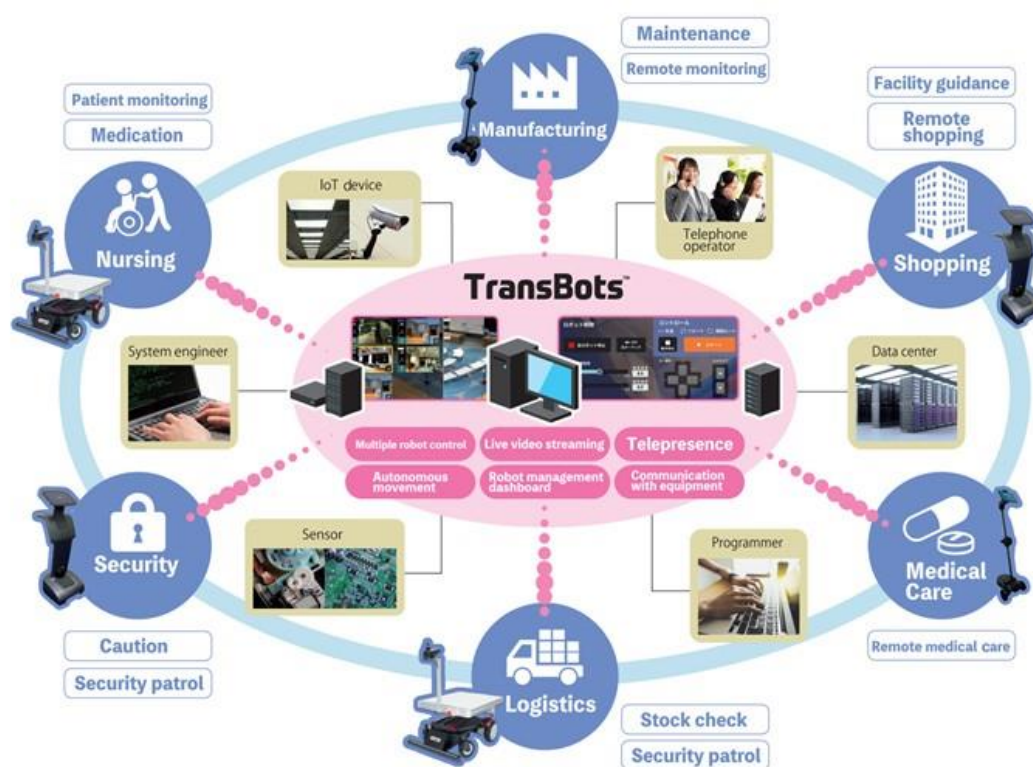 Maintenance
Remote monitoring
Manufacturing
Patient monitoring
Medication
Nursing
Facility guidance
Remote
shopping
Shopping
IoT device
Telephone
operator
TransBots™
System engineer
Data center
Multiple robot control
Live video streaming
Telepresence
Autonomous
movement
Robot management
dashboard
Communication
with equipment
Security
Caution
Security patrol
Sensor
Programmer
Medical
Care
Remote medical care
Logistics
Stock check
Security patrol